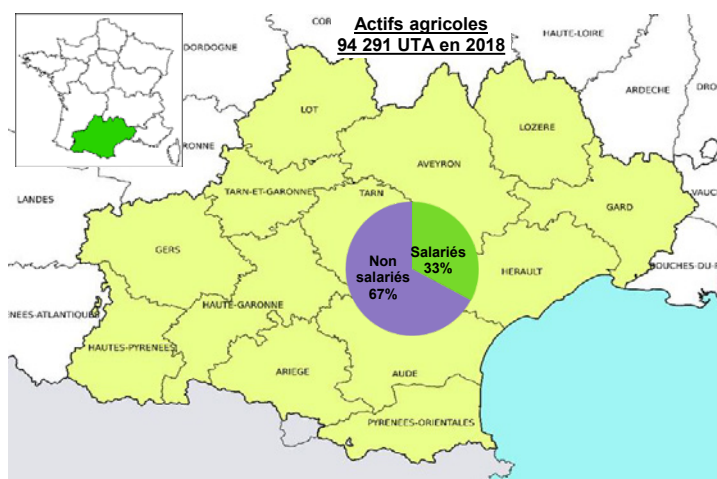 Actifs agricoles
94 291 UTA en 2018
COR
DORDOGNE
HAUTE-LOIRE
ARDECHE
DRO
RONNE
LOT
LOZERE
AVEYRON
LANDES
TARN-ET-GARONNE
TARN
GARD
VAUC
GERS
Non
salariés
67%
Salariés
33%
HERAULT
BOUCHES-DU-R
ENEES-ATLANTIQUES
HAUTE-GARONNE
HAUTES-PYRENEES
ARIEGE
AUDE
PYRENEES-ORIENTALES